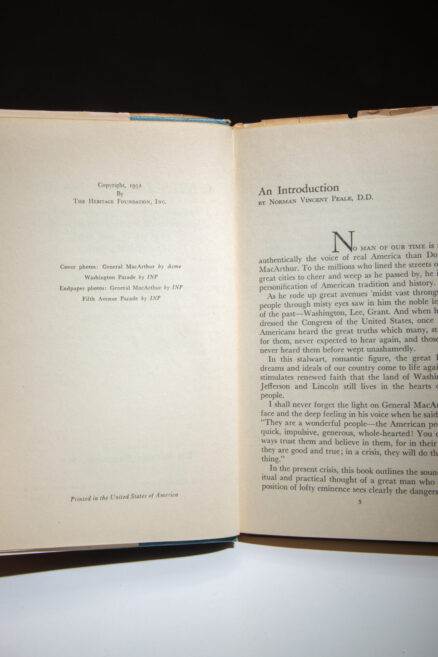 Copyright, 1952
By
The Heritage Foundation, Inc.
Cover photos: General MacArthur by Acme
Washington Parade by INP
Endpaper photos: General MacArthur by INP
Fifth Avenue Parade by INP
Printed in the United States of America
An Introduction
by Norman Vincent Peale, D.D.
No man of our time is
authentically the voice of real America than Do
MacArthur. To the millions who lined the streets o
great cities to cheer and weep as he passed by, he i
personification of American tradition and history.
As he rode up great avenues 'midst vast throng
people through misty eyes saw in him the noble in
of the past—Washington, Lee, Grant. And when h
dressed the Congress of the United States, once
Americans heard the great truths which many, st
for them, never expected to hear again, and thos
never heard them before wept unashamedly.
In this stalwart, romantic figure, the great
dreams and ideals of our country come to life again
stimulates renewed faith that the land of Washin
Jefferson and Lincoln still lives in the hearts
people.
I shall never forget the light on General MacAr
face and the deep feeling in his voice when he said
"They are a wonderful people—the American pe
quick, impulsive, generous, whole-hearted! You c
ways trust them and believe in them, for in their
they are good and true; in a crisis, they will do th
thing."
In the present crisis, this book outlines the soun
itual and practical thought of a great man who
position of lofty eminence sees clearly the dangers
5